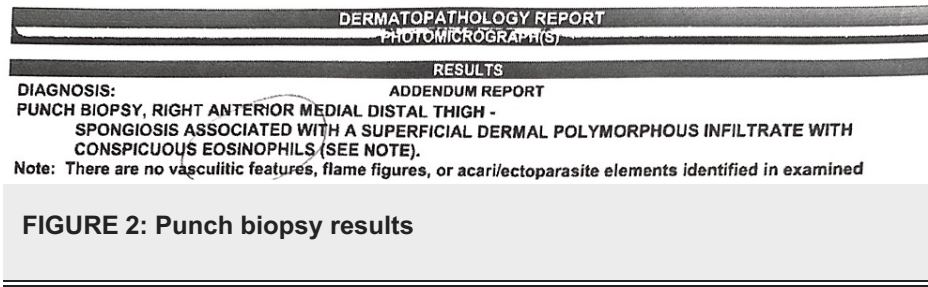 DERMATOPATHOLOGY REPORT
PHOTOMICROGRAPH(S)
RESULTS
DIAGNOSIS: ADDENDUM REPORT
PUNCH BIOPSY, RIGHT ANTERIOR MEDIAL DISTAL THIGH -
SPONGIOSIS ASSOCIATED WITH A SUPERFICIAL DERMAL POLYMORPHOUS INFILTRATE WITH
CONSPICUOUS EOSINOPHILS (SEE NOTE).
Note: There are no vasculitic features, flame figures, or acari/ectoparasite elements identified in examined
FIGURE 2: Punch biopsy results